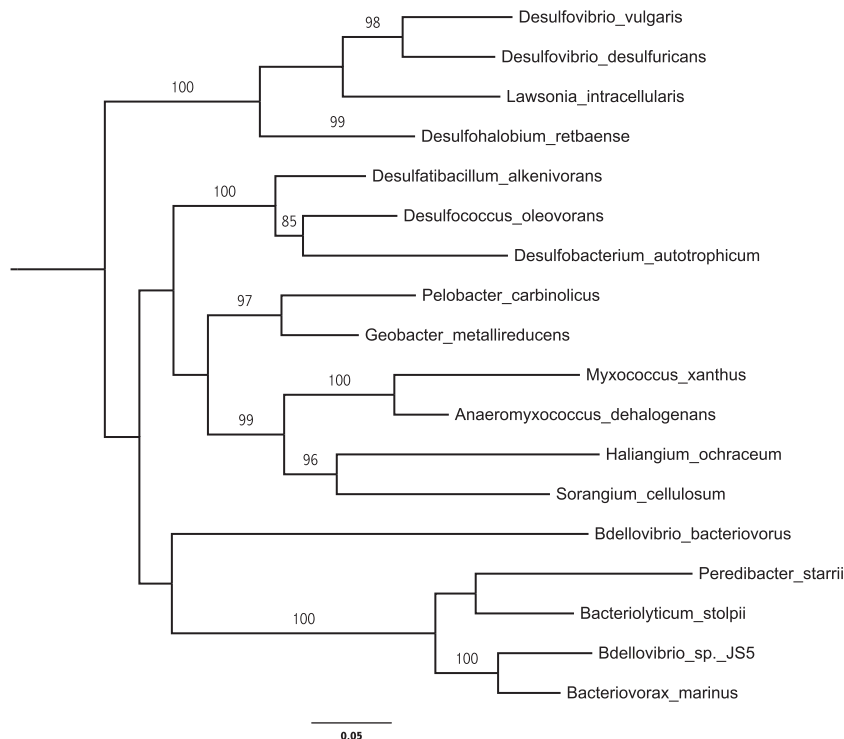 Desulfovibrio_vulgaris
98
Desulfovibrio_desulfuricans
100
Lawsonia_intracellularis
99
Desulfohalobium_retbaense
Desulfatibacillum_alkenivorans
100
Desulfococcus_oleovorans
85
Desulfobacterium_autotrophicum
Pelobacter_carbinolicus
97
Geobacter_metallireducens
Myxococcus_xanthus
100
Anaeromyxococcus_dehalogenans
99
Haliangium_ochraceum
96
Sorangium_cellulosum
Bdellovibrio_bacteriovorus
Peredibacter_starrii
Bacteriolyticum_stolpii
100
Bdellovibrio_sp._JS5
100
Bacteriovorax_marinus
0.05